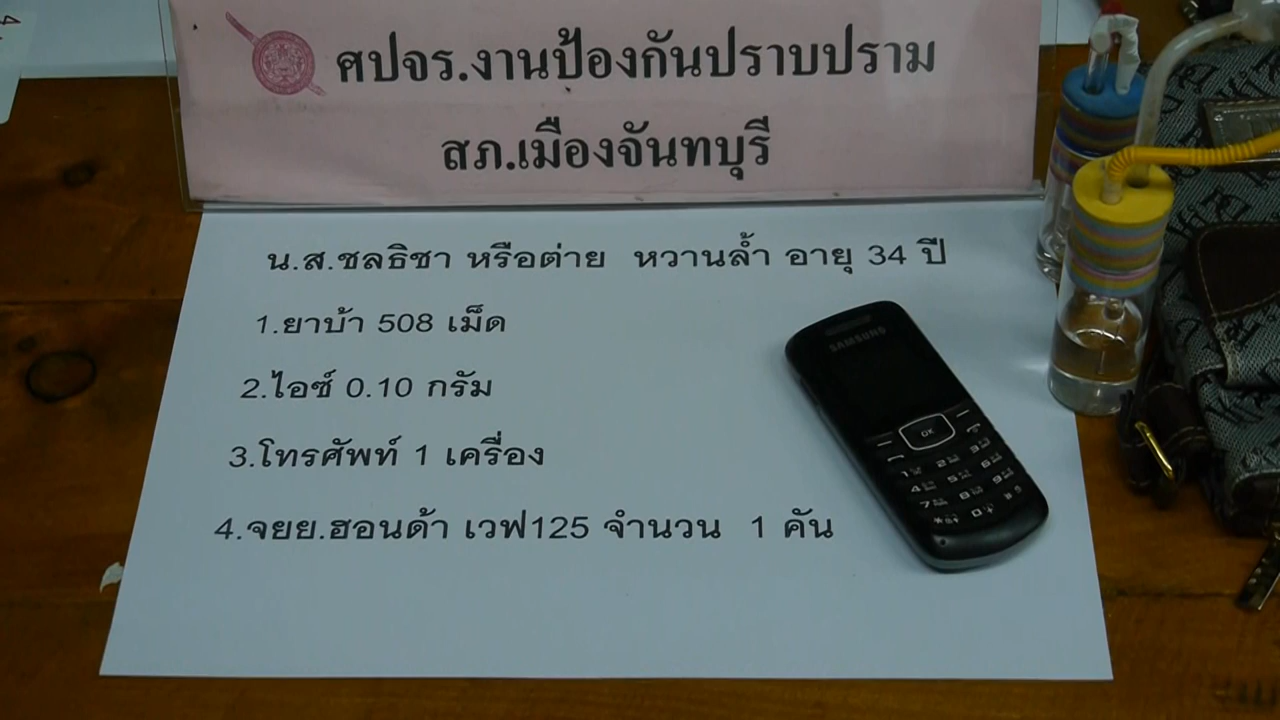 ศปจร.งานป้องกันปราบปราม
สภ.เมืองจันทบุรี
น.ส.ชลธิชา หรือต่าย หวานล้ำ อายุ 34 ปี
1.ยาบ้า 508 เม็ด
2.ไอซ์ 0.10 กรัม
3.โทรศัพท์ 1 เครื่อง
4.จยย.ฮอนด้า เวฟ125 จำนวน 1 คัน
SAMSUNG
OK